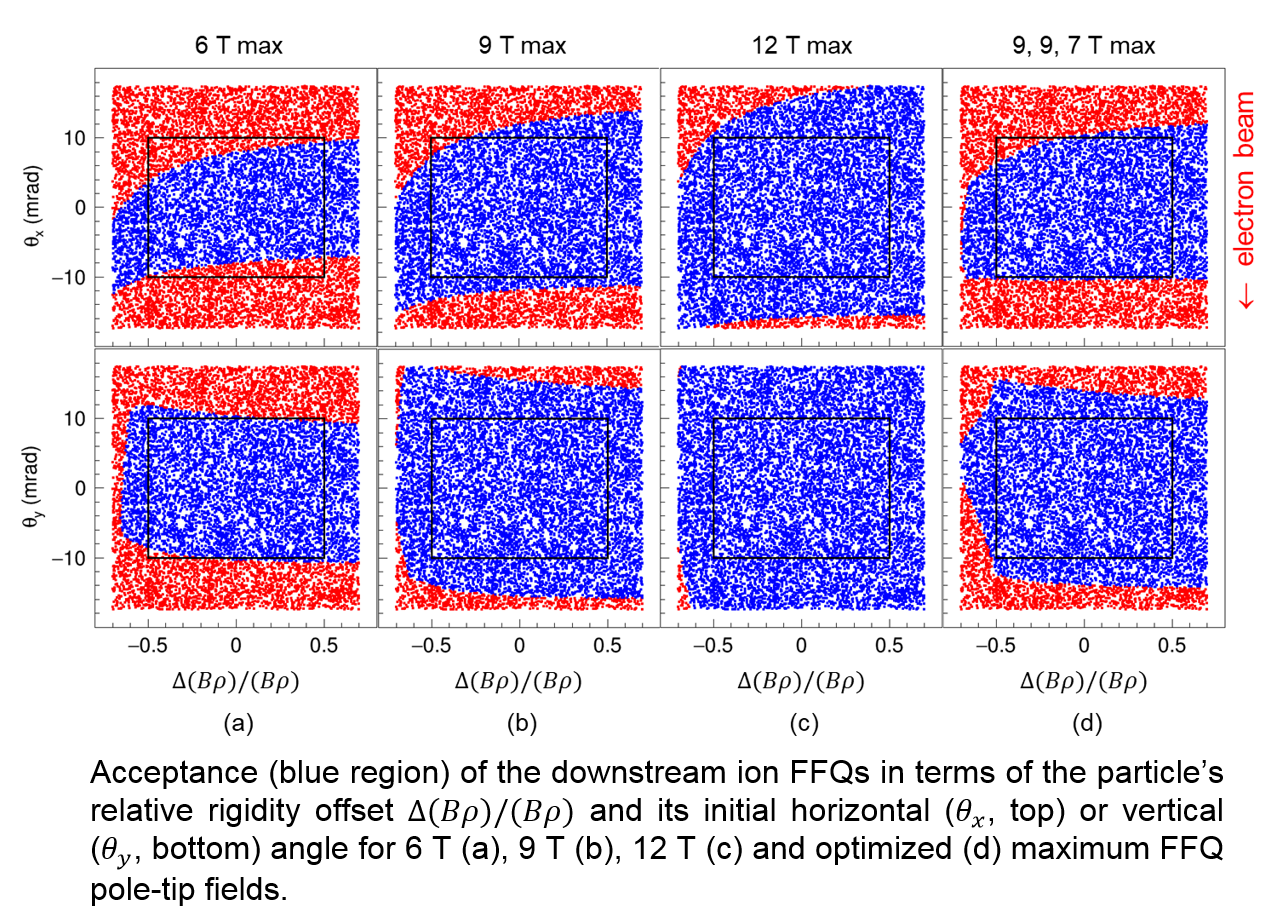 6 T max
9 T max
12 T max
9, 9, 7 T max
10
0
−10
θx (mrad)
← electron beam
10
0
−10
θy (mrad)
−0.5 0 0.5
−0.5 0 0.5
−0.5 0 0.5
−0.5 0 0.5
Δ(Bρ)/(Bρ)
Δ(Bρ)/(Bρ)
Δ(Bρ)/(Bρ)
Δ(Bρ)/(Bρ)
(a)
(b)
(c)
(d)
Acceptance (blue region) of the downstream ion FFQs in terms of the particle’s
relative rigidity offset Δ(Bρ)/(Bρ) and its initial horizontal (θx, top) or vertical
(θy, bottom) angle for 6 T (a), 9 T (b), 12 T (c) and optimized (d) maximum FFQ
pole-tip fields.